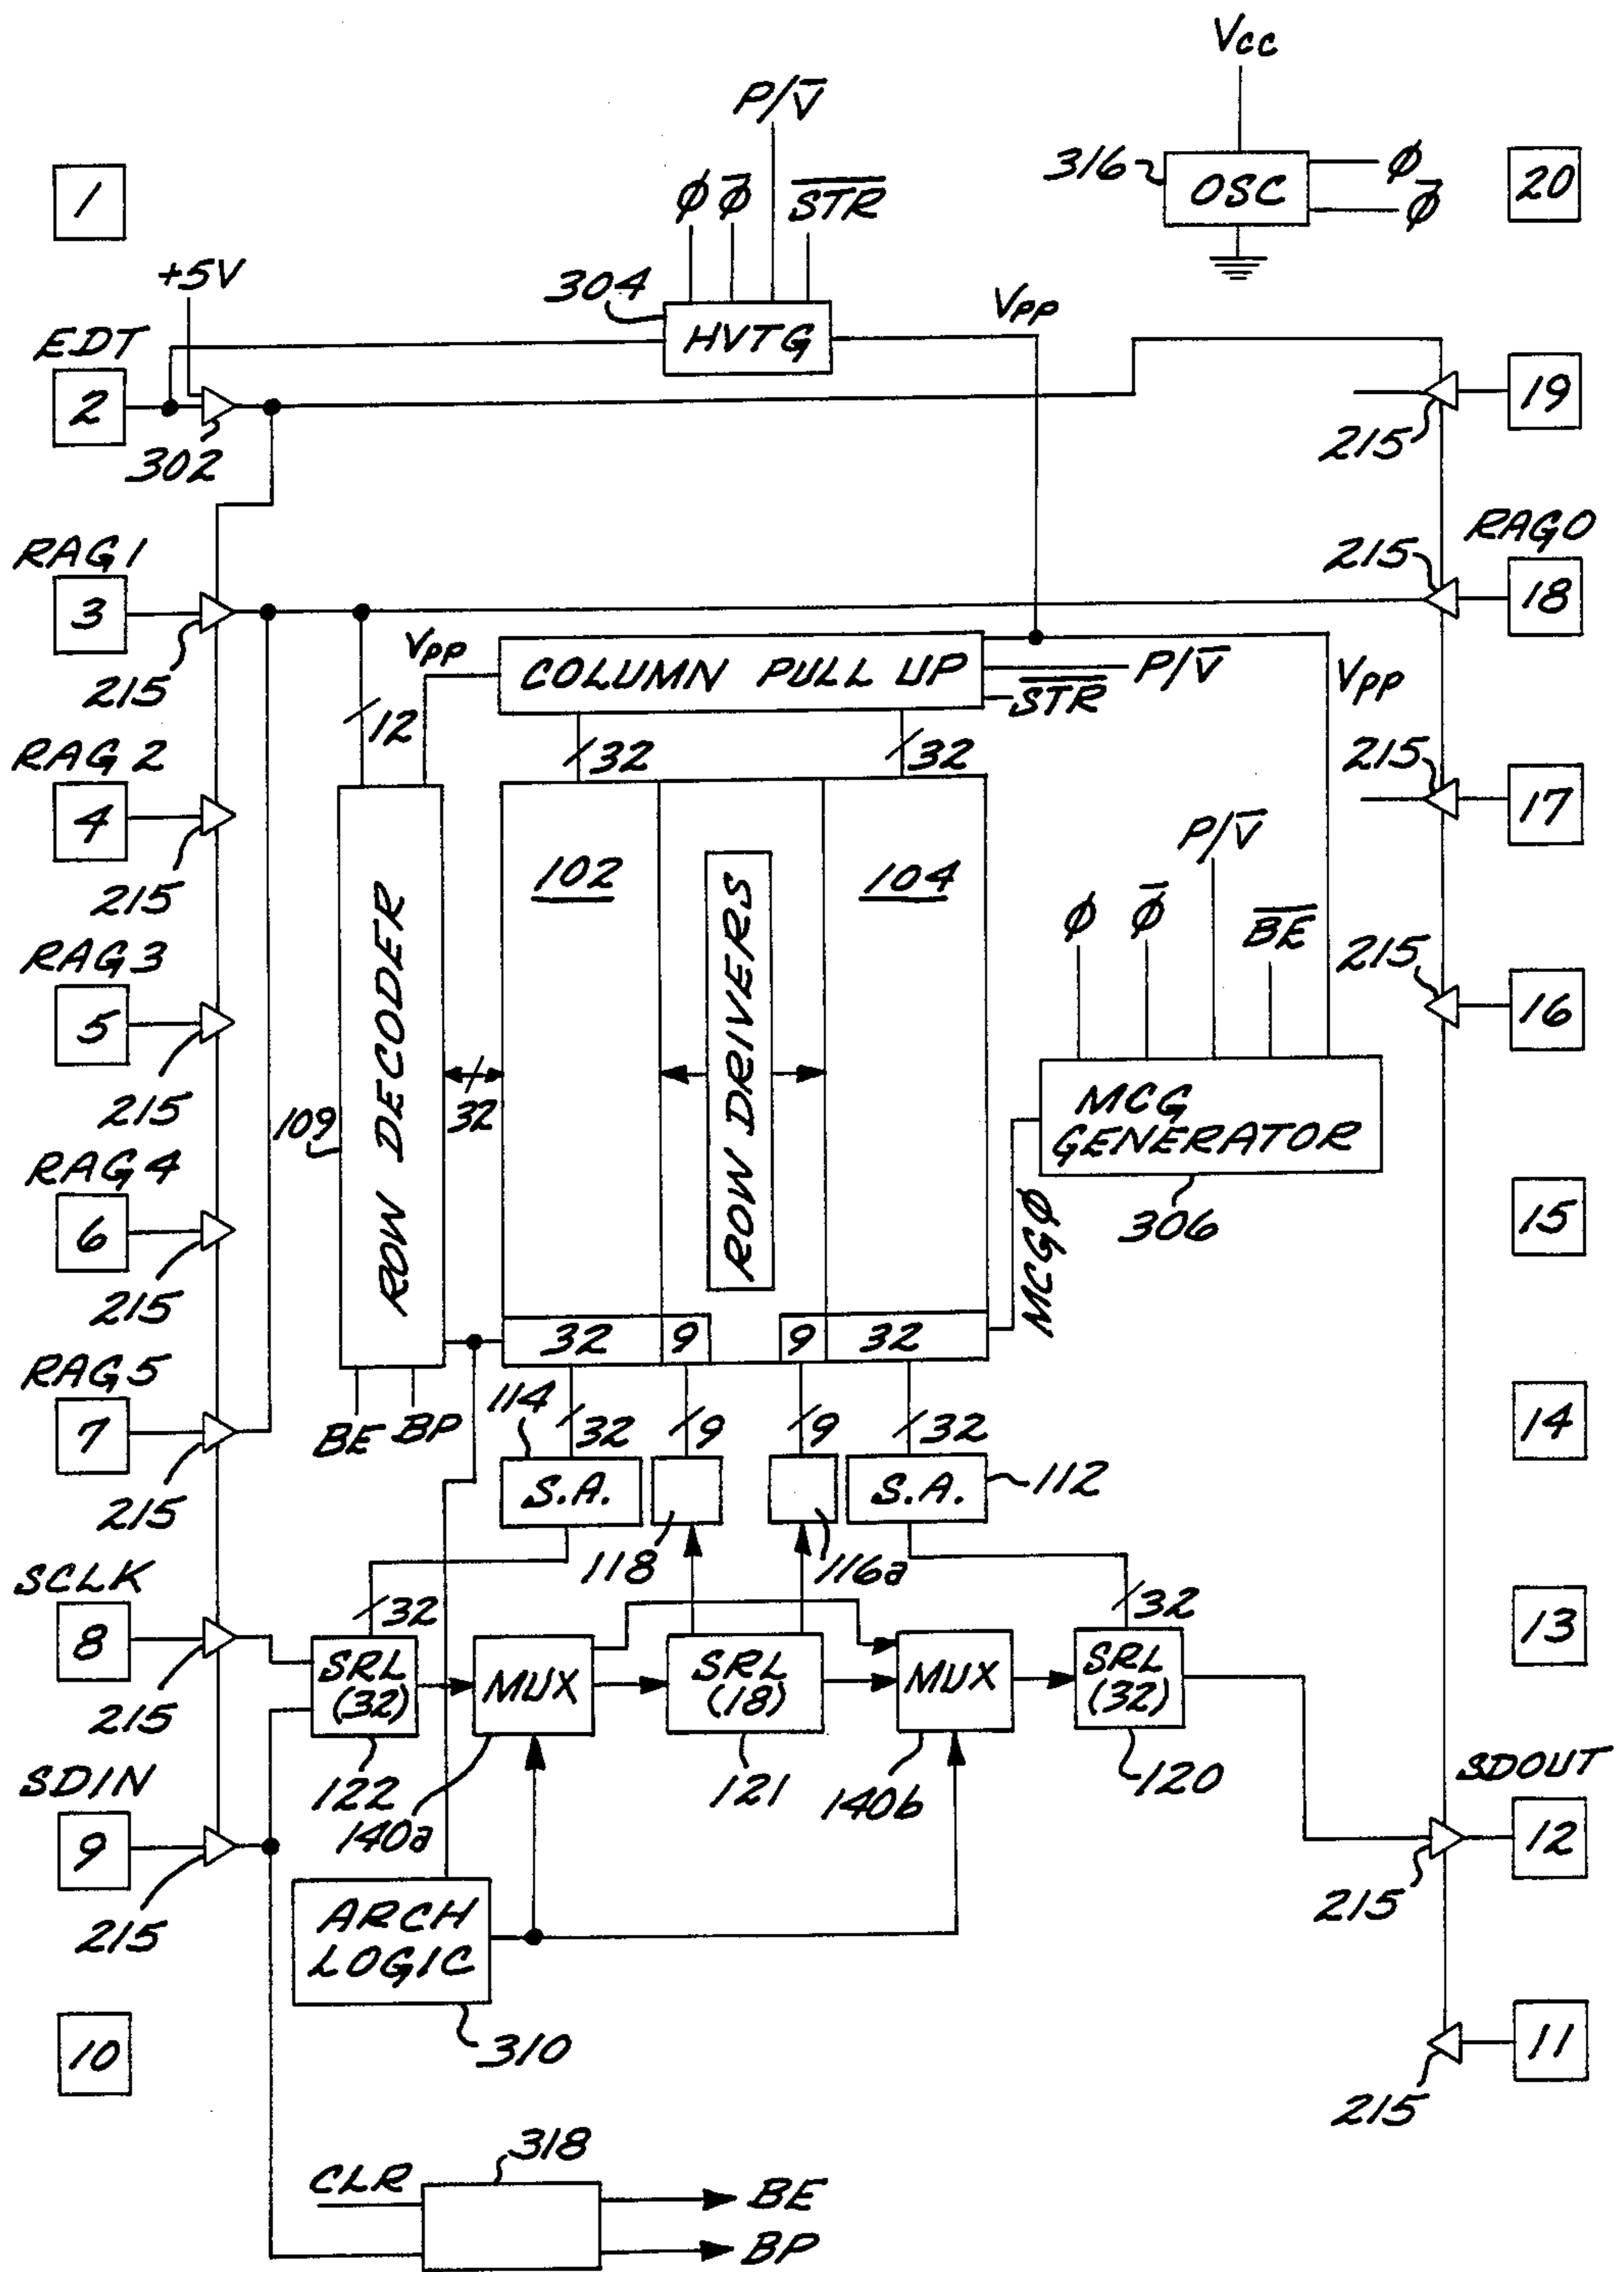 Vcc
P/V̅
316
OSC
ϕ
ϕ̅
1
20
ϕ ϕ̅ S̅T̅R̅
+5V
304
HVTG
Vpp
EDT
2
302
19
215
RAG1
3
215
RAG0
18
215
Vpp
COLUMN PULL UP
P/V̅
S̅T̅R̅
Vpp
12
32
32
RAG2
4
215
215
17
102
ROW DRIVERS
104
P/V̅
ϕ ϕ̅ B̅E̅
RAG3
5
215
109
ROW DECODER
32
MCG GENERATOR
306
215
16
RAG4
6
215
15
MCGϕ
32 9 9 32
RAG5
7
215
BE BP
114
32 9 9 32
S.A.
118
116a
S.A.
112
14
SCLK
8
215
32
SRL
(32)
122
MUX
140a
SRL
(18)
121
MUX
140b
32
SRL
(32)
120
13
SDIN
9
215
SDOUT
12
215
ARCH
LOGIC
310
10
11
215
318
CLR
BE
BP